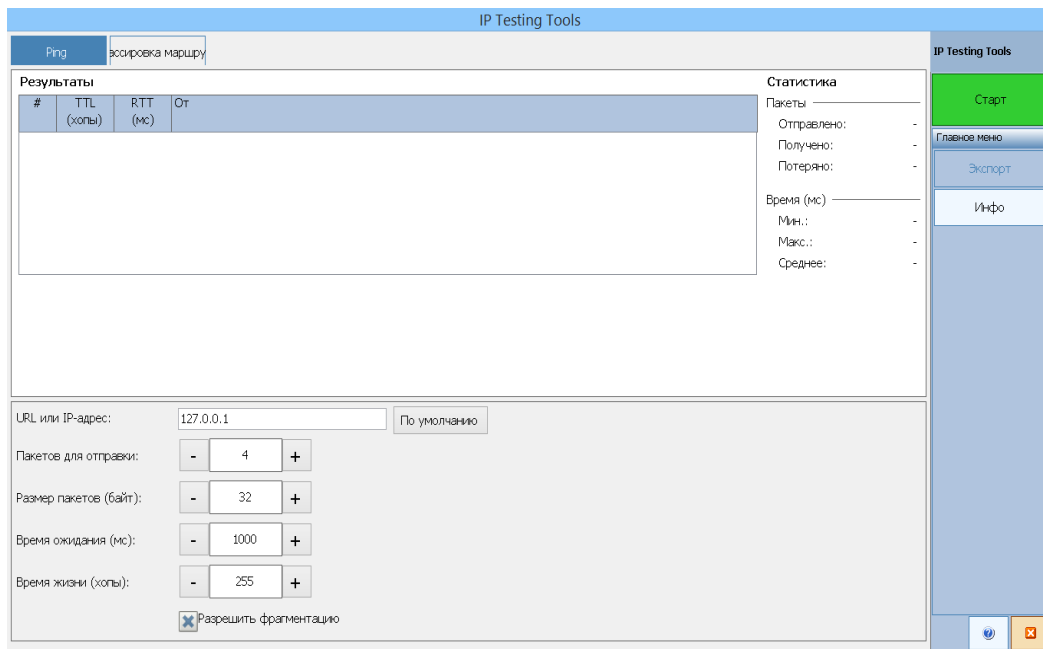 IP Testing Tools
Ping
ассировка маршру
IP Testing Tools
Результаты
#
TTL (хопы)
RTT (мс)
От
Статистика
Пакеты
Отправлено: -
Получено: -
Потеряно: -
Время (мс)
Мин.: -
Макс.: -
Среднее: -
Старт
Главное меню
Экспорт
Инфо
URL или IP-адрес: 127.0.0.1 По умолчанию
Пакетов для отправки: - 4 +
Размер пакетов (байт): - 32 +
Время ожидания (мс): - 1000 +
Время жизни (хопы): - 255 +
Разрешить фрагментацию